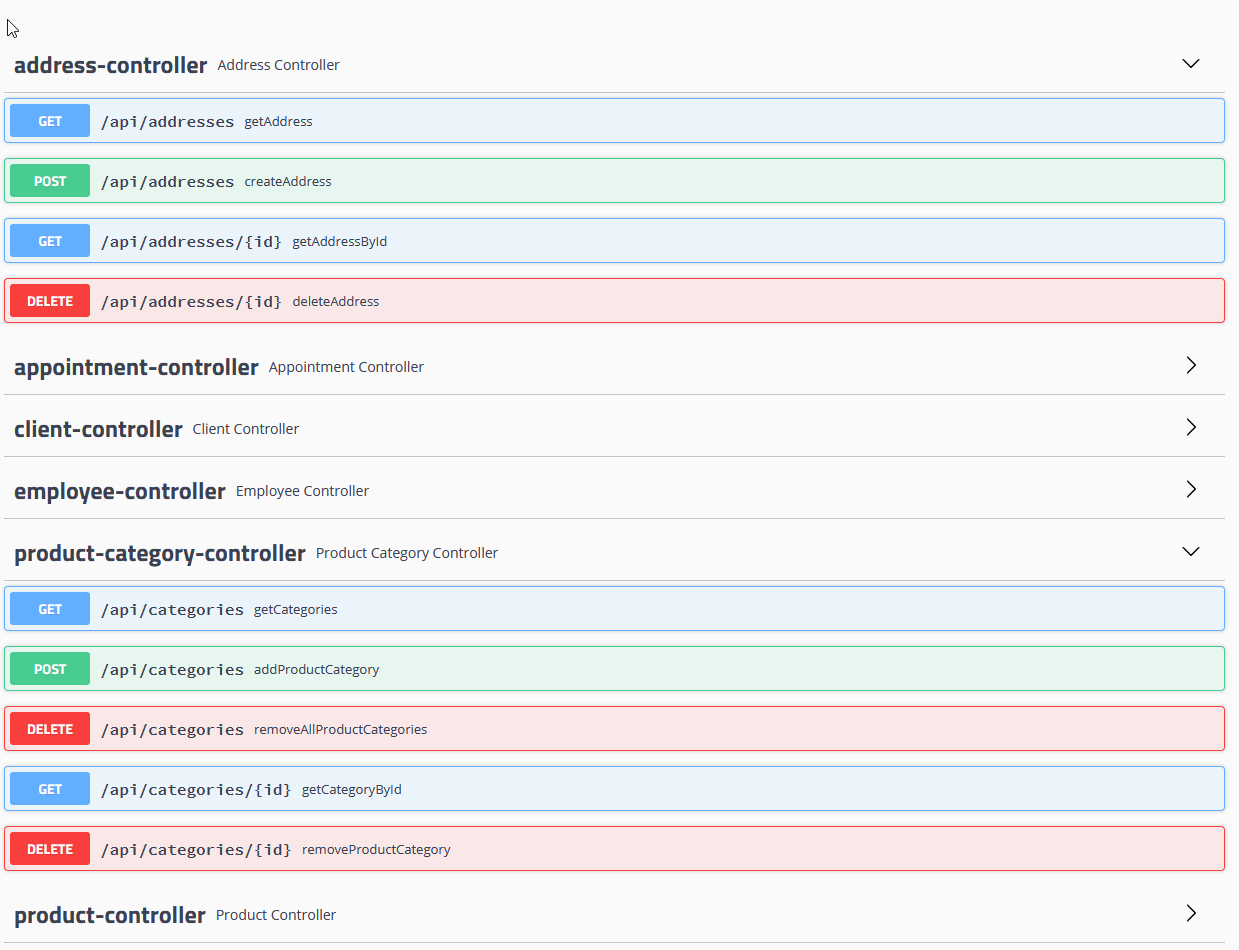 address-controller Address Controller
GET /api/addresses getAddress
POST /api/addresses createAddress
GET /api/addresses/{id} getAddressById
DELETE /api/addresses/{id} deleteAddress
appointment-controller Appointment Controller
client-controller Client Controller
employee-controller Employee Controller
product-category-controller Product Category Controller
GET /api/categories getCategories
POST /api/categories addProductCategory
DELETE /api/categories removeAllProductCategories
GET /api/categories/{id} getCategoryById
DELETE /api/categories/{id} removeProductCategory
product-controller Product Controller